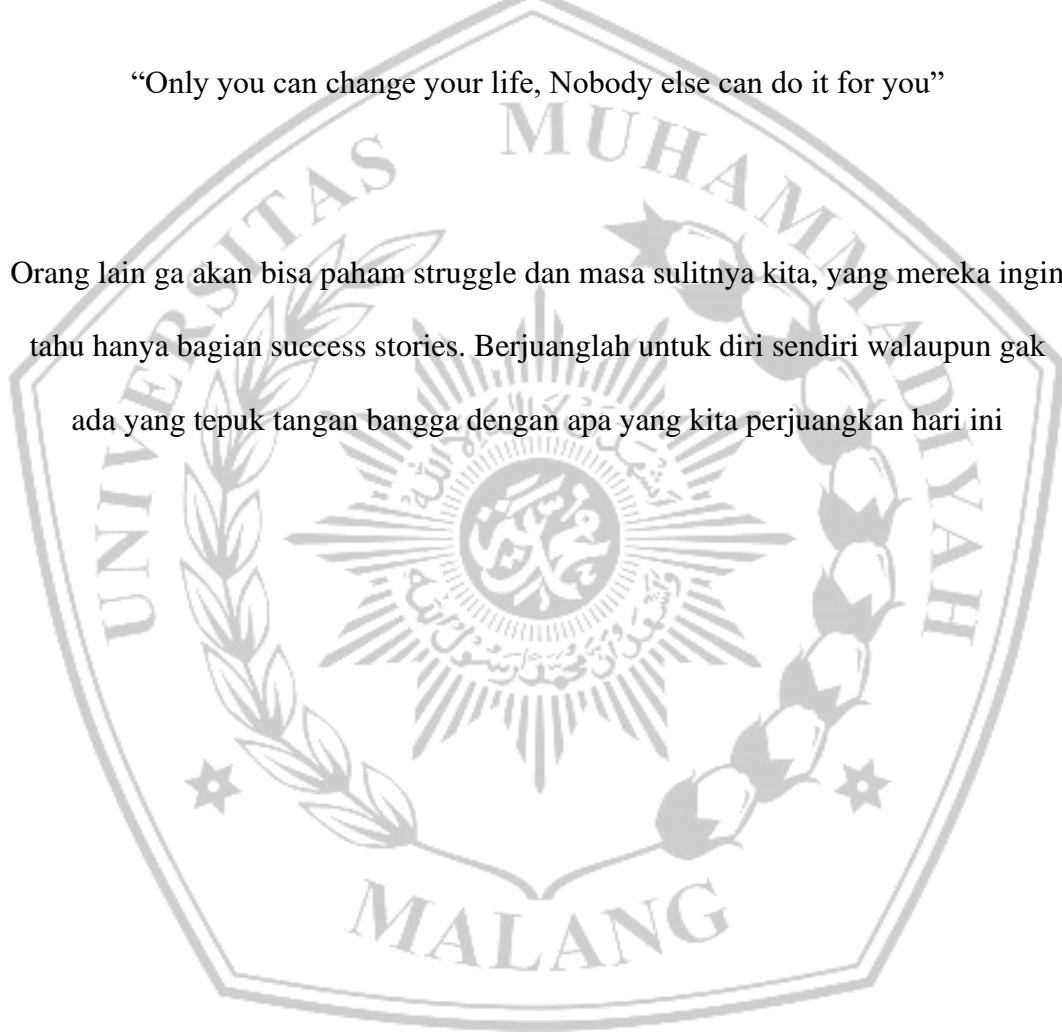 “Only you can change your life, Nobody else can do it for you”
Orang lain ga akan bisa paham struggle dan masa sulitnya kita, yang mereka ingin
tahu hanya bagian success stories. Berjuanglah untuk diri sendiri walaupun gak
ada yang tepuk tangan bangga dengan apa yang kita perjuangkan hari ini
UNIVERSITAS MUHAMMADIYAH
MALANG